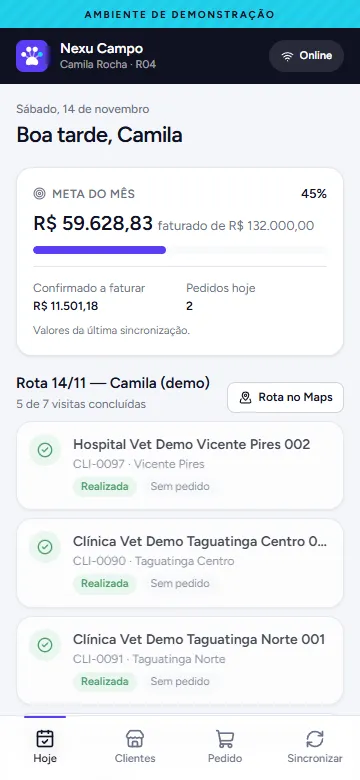 AMBIENTE DE DEMONSTRAÇÃO
Nexu Campo
Camila Rocha · R04
Online
Sábado, 14 de novembro
Boa tarde, Camila
META DO MÊS
45%
R$ 59.628,83 faturado de R$ 132.000,00
Confirmado a faturar
R$ 11.501,18
Pedidos hoje
2
Valores da última sincronização.
Rota 14/11 — Camila (demo)
5 de 7 visitas concluídas
Rota no Maps
Hospital Vet Demo Vicente Pires 002
CLI-0097 · Vicente Pires
Realizada
Sem pedido
Clínica Vet Demo Taguatinga Centro 0...
CLI-0090 · Taguatinga Centro
Realizada
Sem pedido
Clínica Vet Demo Taguatinga Norte 001
CLI-0091 · Taguatinga Norte
Realizada
Sem pedido
Hoje
Clientes
Pedido
Sincronizar